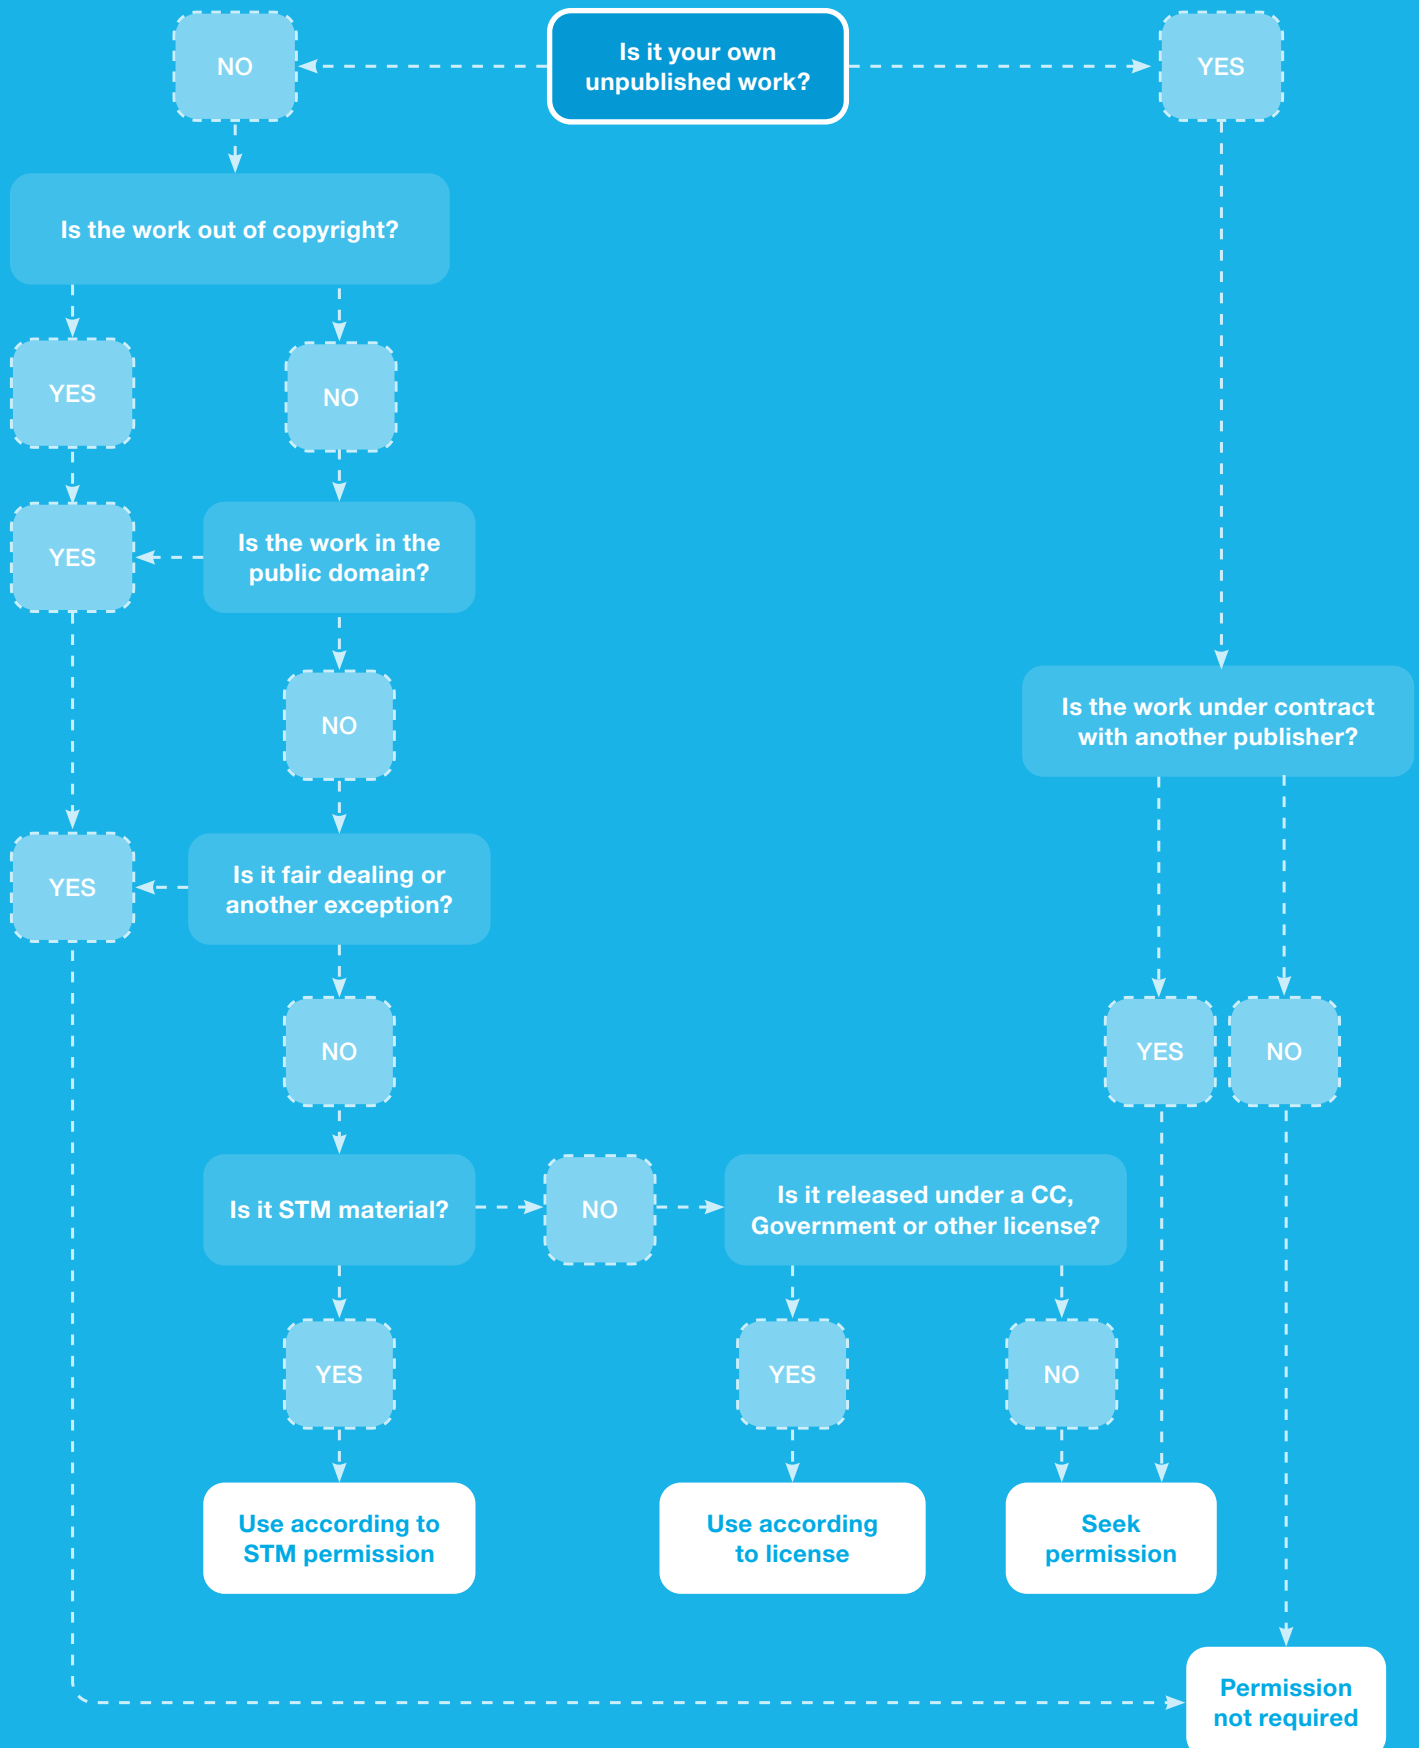 NO
Is it your own
unpublished work?
YES
Is the work out of copyright?
YES
NO
YES
Is the work in the
public domain?
NO
Is the work under contract
with another publisher?
YES
Is it fair dealing or
another exception?
NO
YES
NO
Is it STM material?
NO
Is it released under a CC,
Government or other license?
YES
YES
NO
Use according to
STM permission
Use according
to license
Seek
permission
Permission
not required